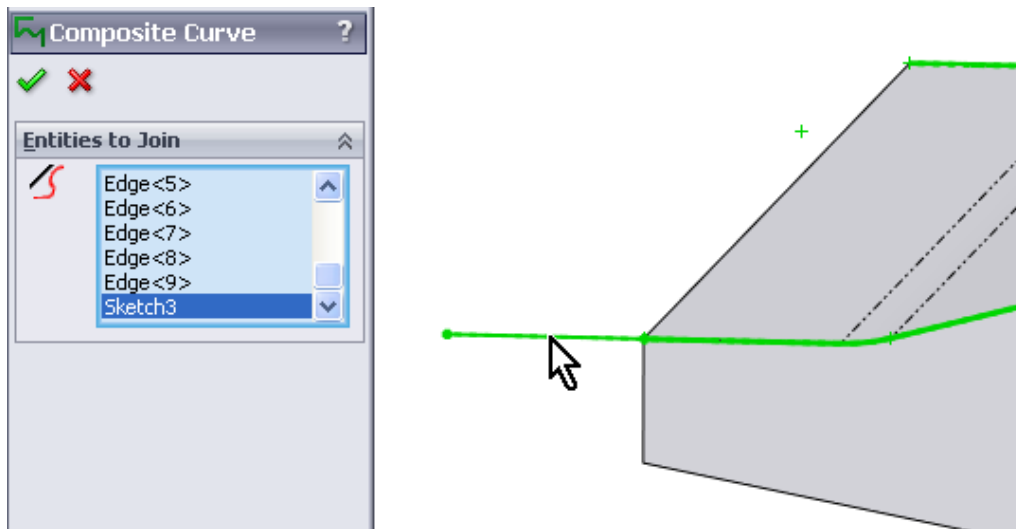 Composite Curve ?
Entities to Join
Edge<5>
Edge<6>
Edge<7>
Edge<8>
Edge<9>
Sketch3